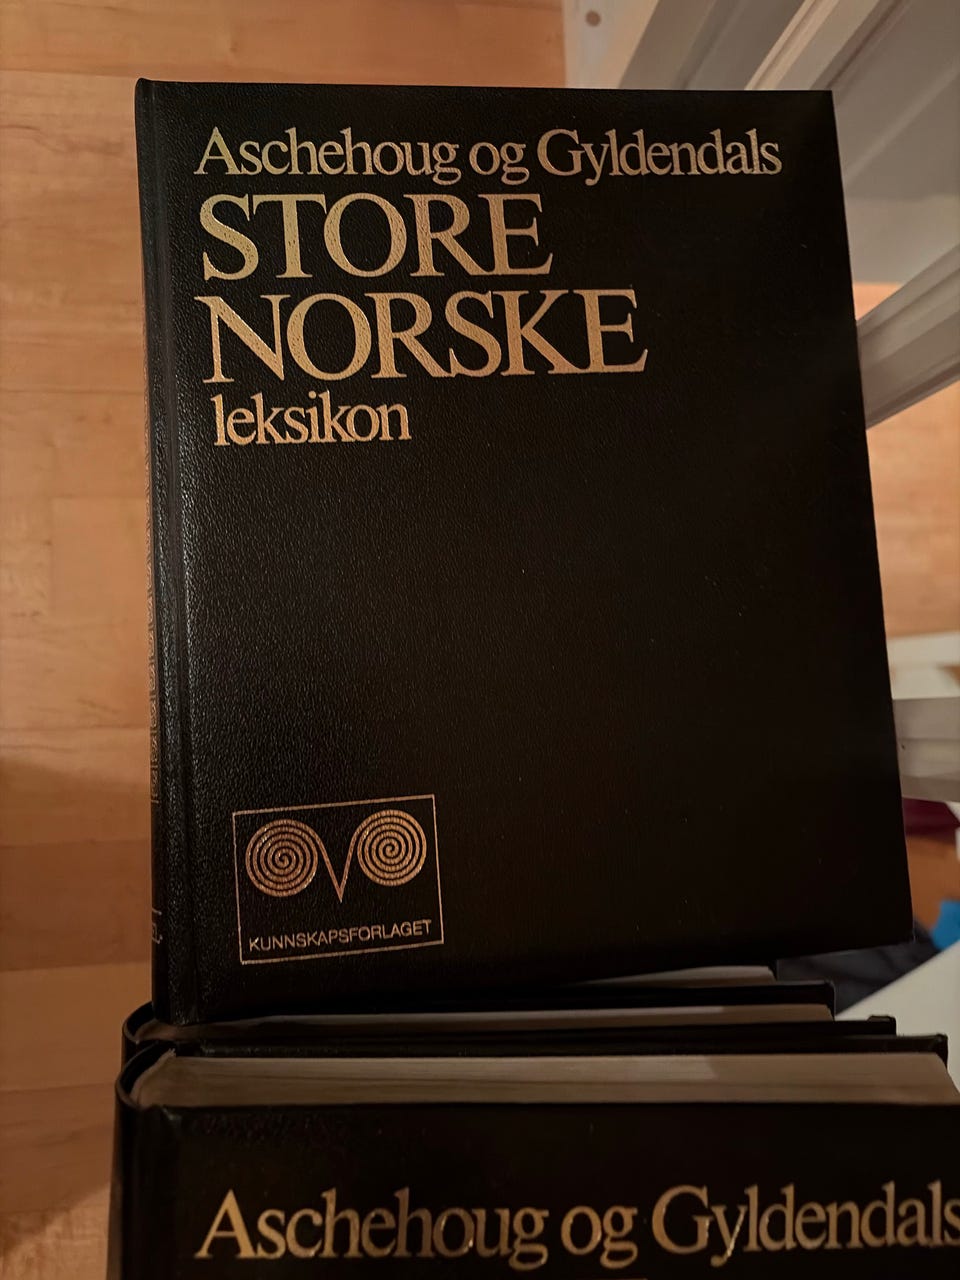 Aschehoug og Gyldendals
STORE
NORSKE
leksikon
KUNNSKAPSFORLAGET
Aschehoug og Gyldendals